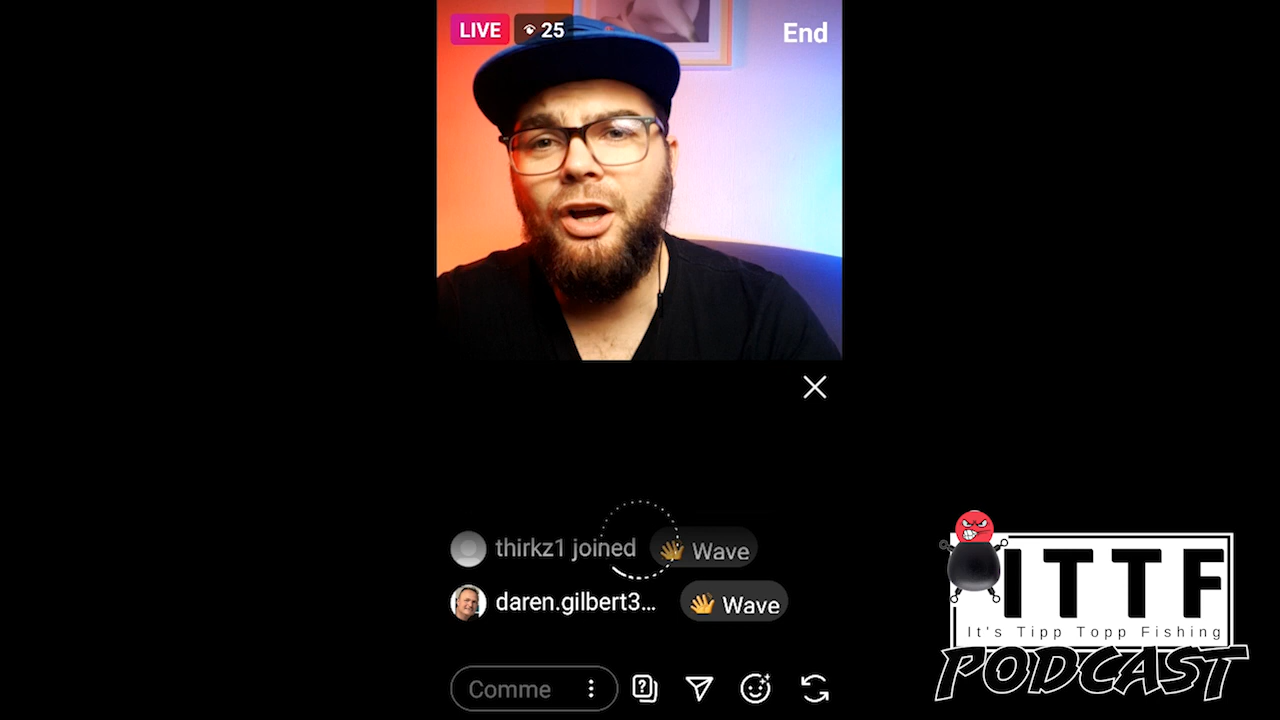 LIVE 25 End
thirkz1 joined Wave
daren.gilbert3... Wave
Comme
ITTF
It's Tipp Topp Fishing
PODCAST